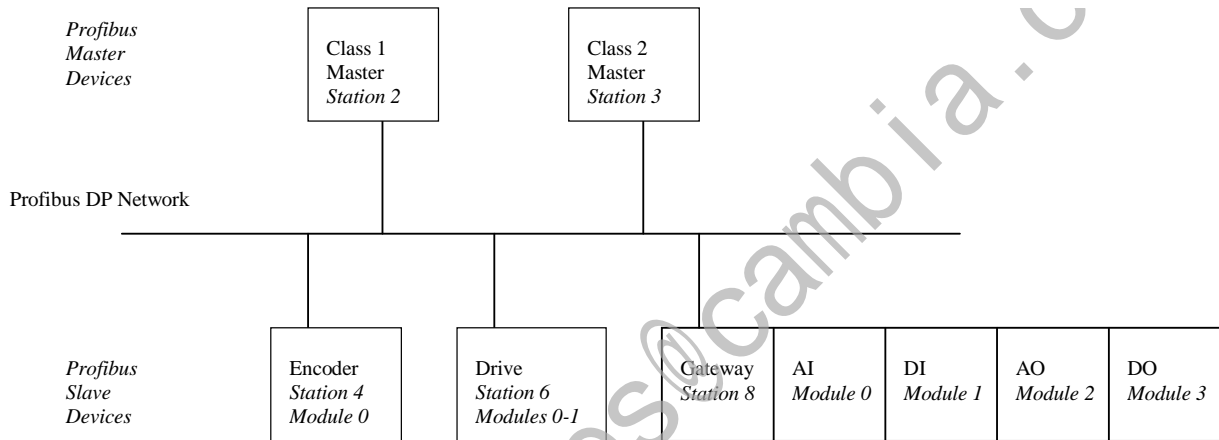 Profibus
Master
Devices
Class 1
Master
Station 2
Class 2
Master
Station 3
Profibus DP Network
Profibus
Slave
Devices
Encoder
Station 4
Module 0
Drive
Station 6
Modules 0-1
Gateway
Station 8
AI
Module 0
DI
Module 1
AO
Module 2
DO
Module 3
s@cambia.c